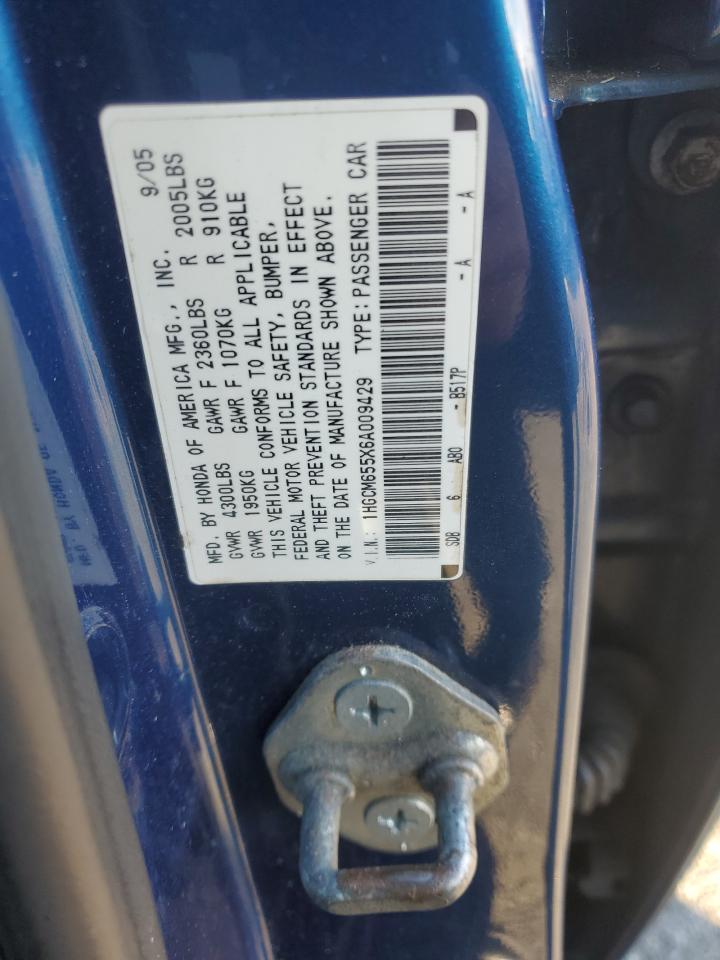 MFD. BY HONDA OF AMERICA MFG., INC. 9/05
GVWR 4300LBS GAWR F 2360LBS R 2005LBS
GVWR 1950KG GAWR F 1070KG R 910KG
THIS VEHICLE CONFORMS TO ALL APPLICABLE
FEDERAL MOTOR VEHICLE SAFETY, BUMPER,
AND THEFT PREVENTION STANDARDS IN EFFECT
ON THE DATE OF MANUFACTURE SHOWN ABOVE.
V.I.N.: 1HGCM655X6A009429 TYPE: PASSENGER CAR
SDB 6 AB0 - B517P - A - A